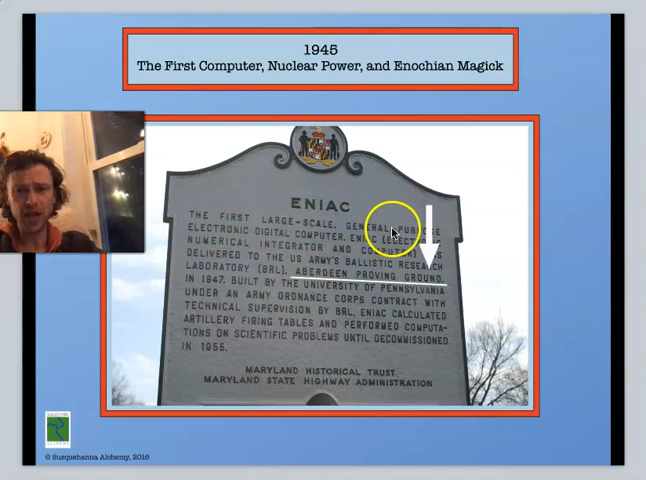 1945
The First Computer, Nuclear Power, and Enochian Magick
ENIAC
THE FIRST LARGE-SCALE, GENERAL PURPOSE
ELECTRONIC DIGITAL COMPUTER, ENIAC (ELECTRONIC
NUMERICAL INTEGRATOR AND COMPUTER) WAS
DELIVERED TO THE US ARMY'S BALLISTIC RESEARCH
LABORATORY (BRL), ABERDEEN PROVING GROUND,
IN 1947. BUILT BY THE UNIVERSITY OF PENNSYLVANIA
UNDER AN ARMY ORDNANCE CORPS CONTRACT WITH
TECHNICAL SUPERVISION BY BRL, ENIAC CALCULATED
ARTILLERY FIRING TABLES AND PERFORMED COMPUTA-
TIONS ON SCIENTIFIC PROBLEMS UNTIL DECOMMISSIONED
IN 1955.
MARYLAND HISTORICAL TRUST
MARYLAND STATE HIGHWAY ADMINISTRATION
© Susquehanna Alchemy, 2016